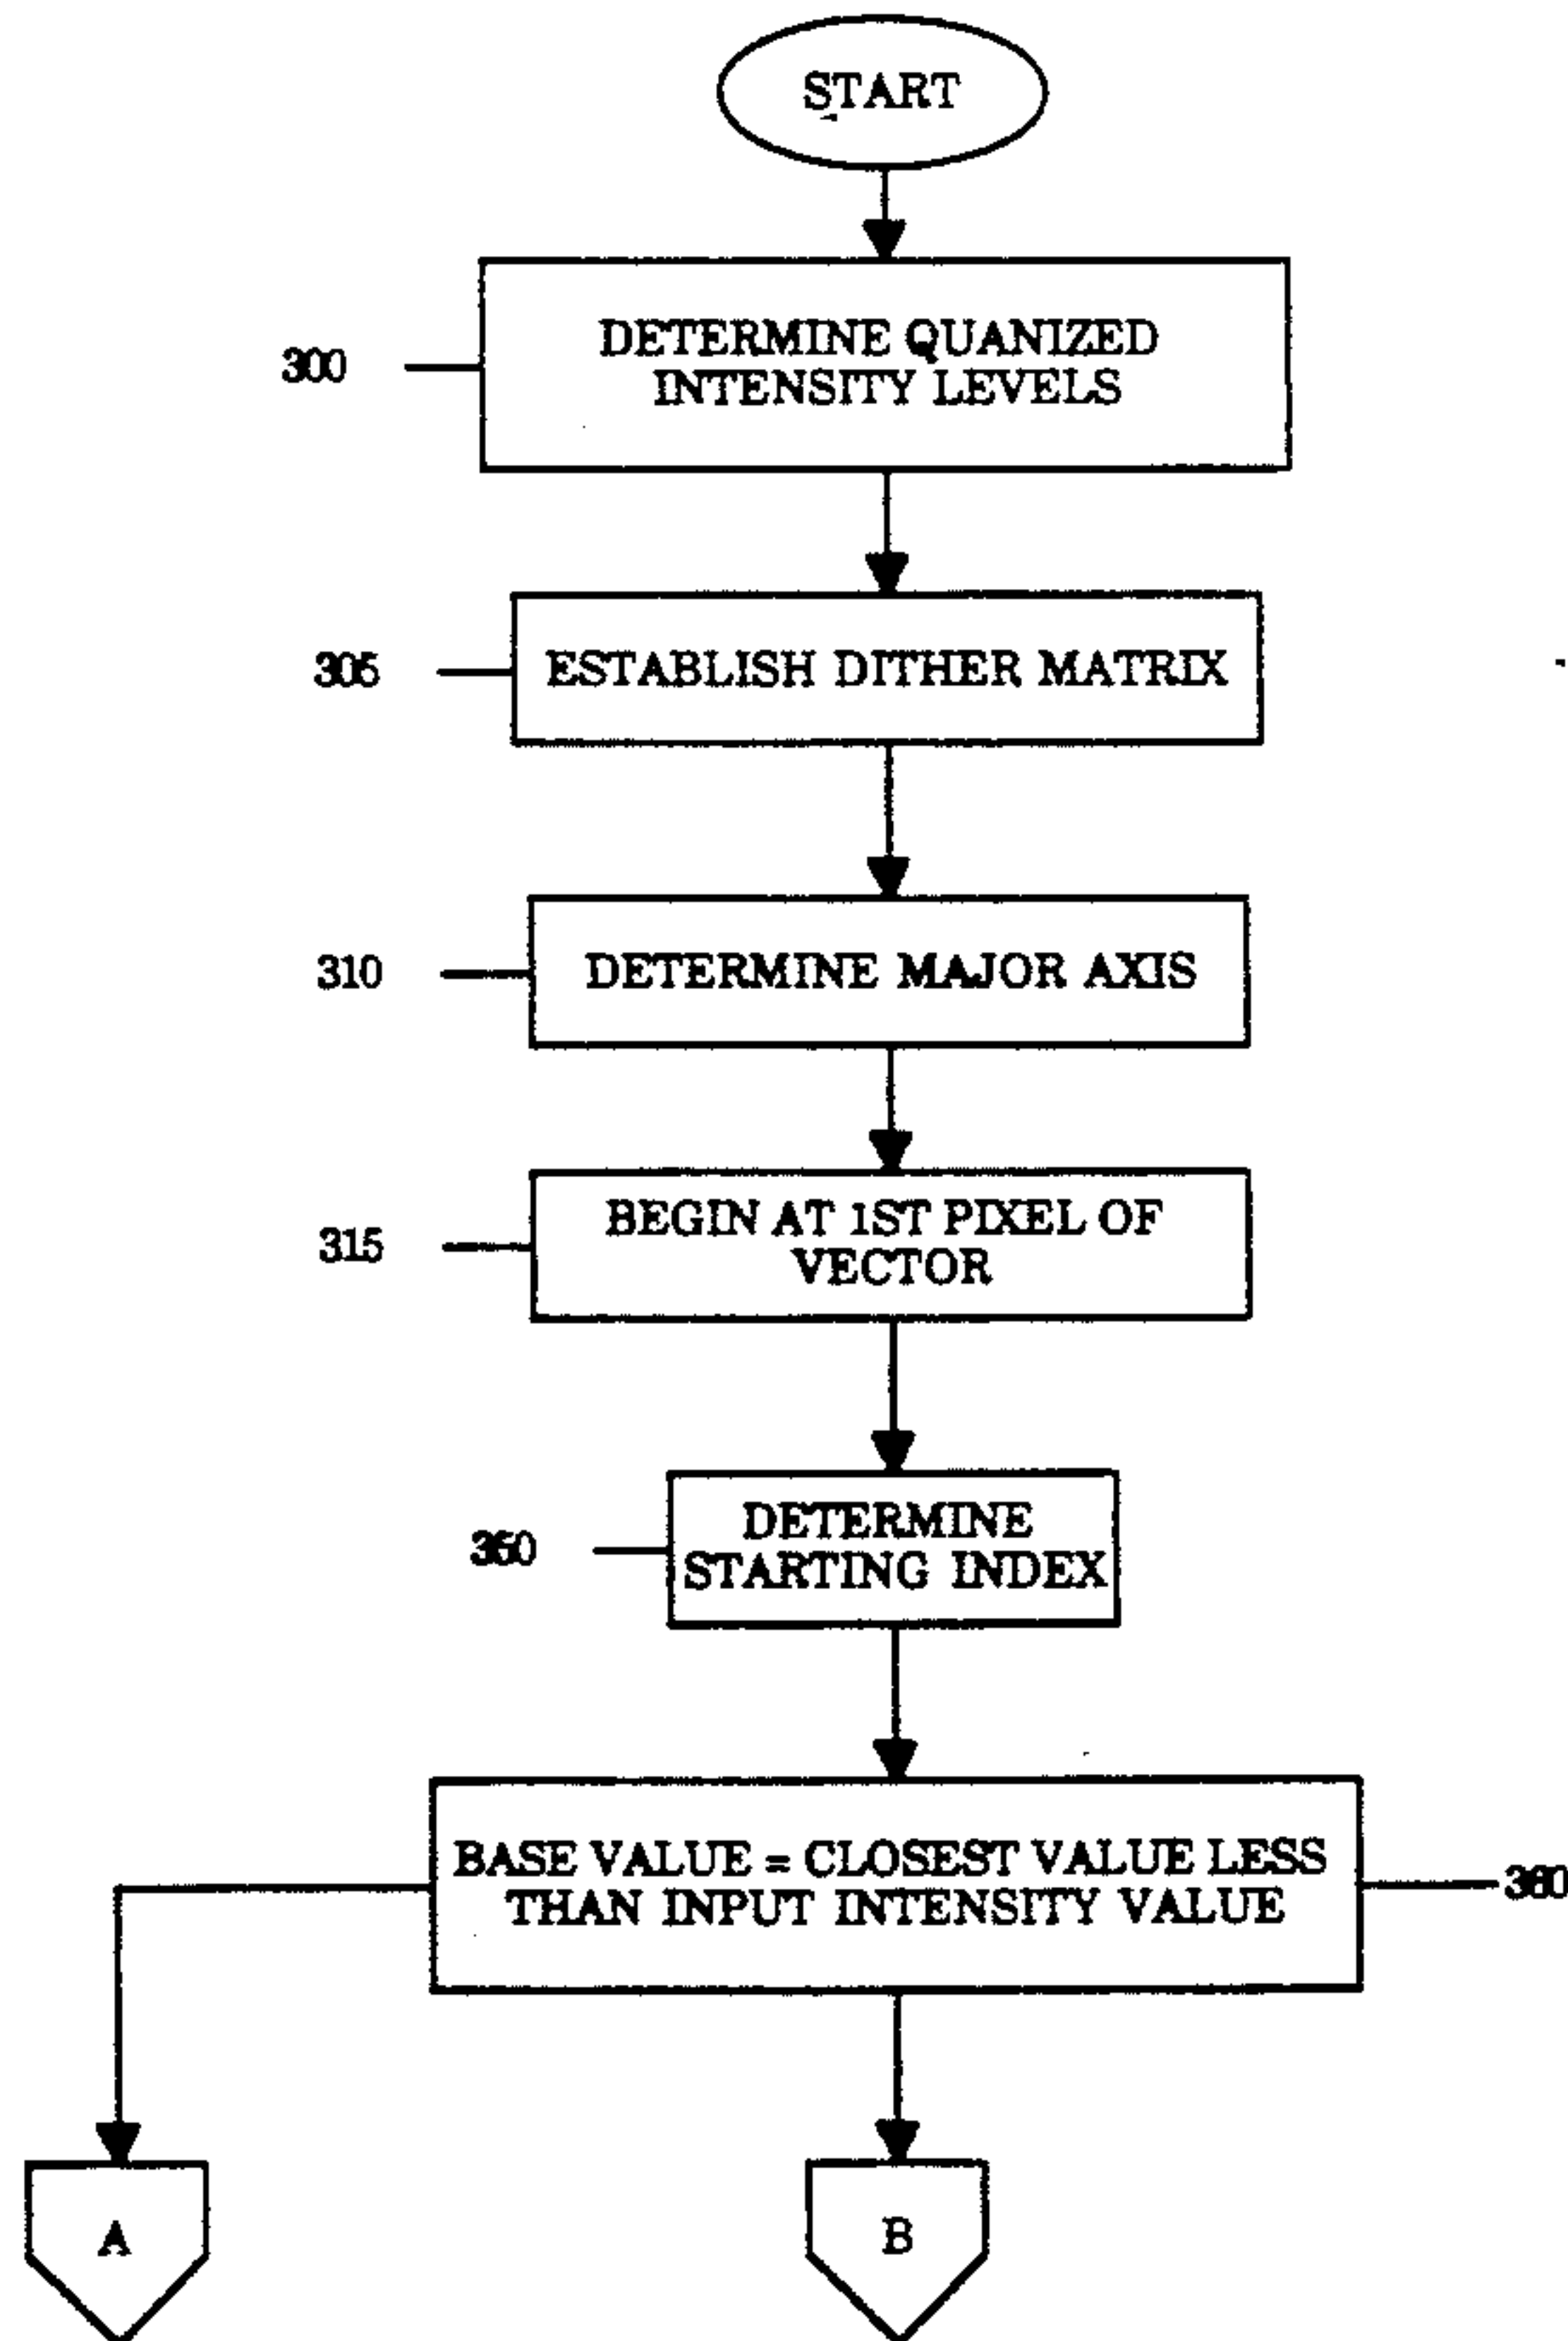 START
300
DETERMINE QUANIZED
INTENSITY LEVELS
305
ESTABLISH DITHER MATRIX
310
DETERMINE MAJOR AXIS
315
BEGIN AT 1ST PIXEL OF
VECTOR
350
DETERMINE
STARTING INDEX
BASE VALUE = CLOSEST VALUE LESS
THAN INPUT INTENSITY VALUE
360
A
B